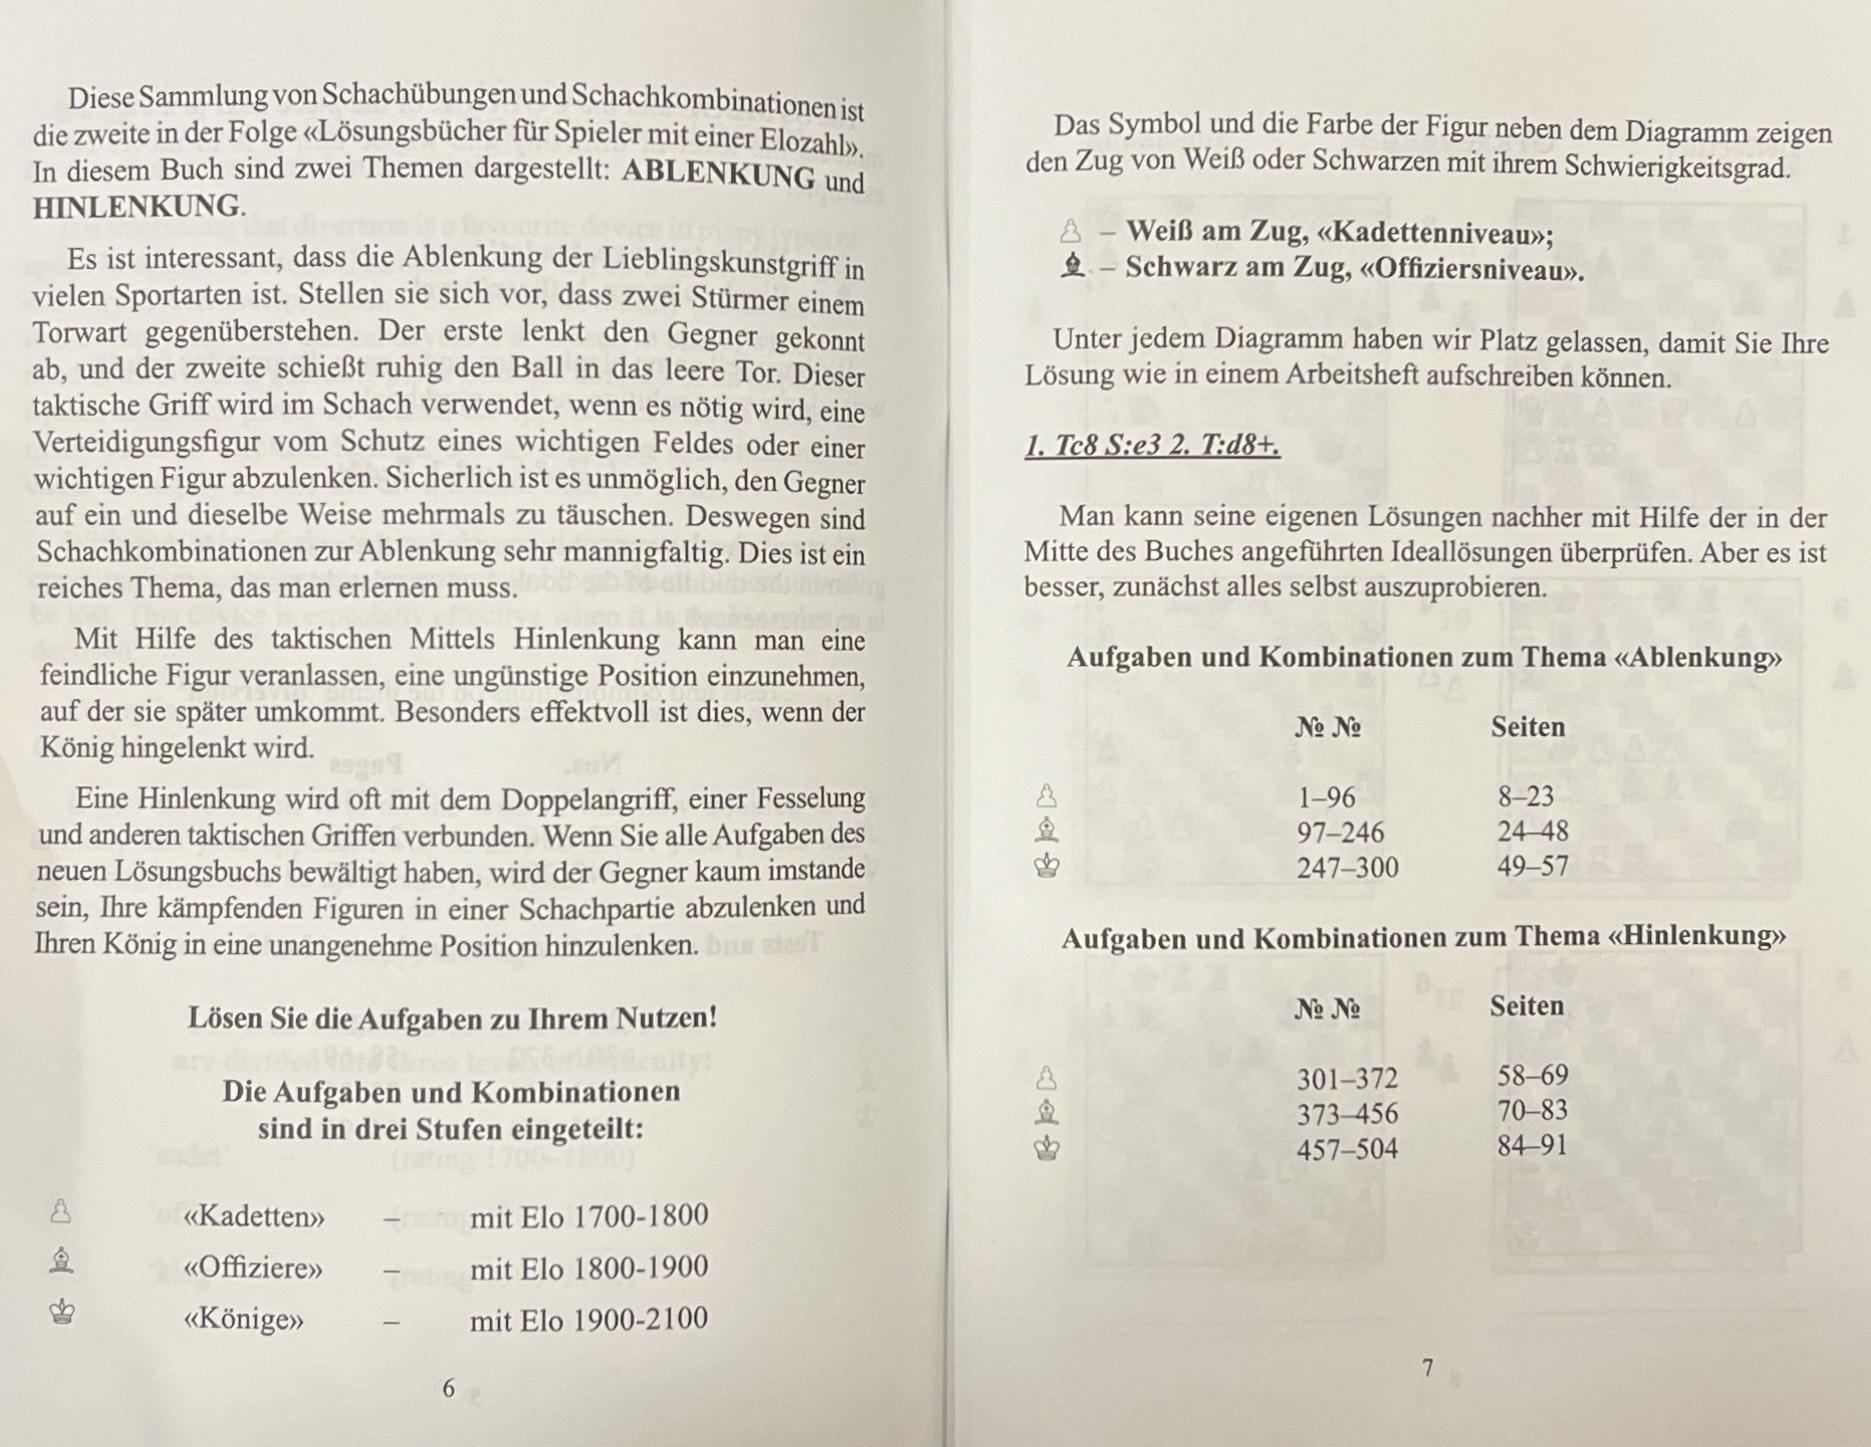 Diese Sammlung von Schachübungen und Schachkombinationen ist
die zweite in der Folge «Lösungsbücher für Spieler mit einer Elozahl».
In diesem Buch sind zwei Themen dargestellt: ABLENKUNG und
HINLENKUNG.
Es ist interessant, dass die Ablenkung der Lieblingskunstgriff in
vielen Sportarten ist. Stellen sie sich vor, dass zwei Stürmer einem
Torwart gegenüberstehen. Der erste lenkt den Gegner gekonnt
ab, und der zweite schießt ruhig den Ball in das leere Tor. Dieser
taktische Griff wird im Schach verwendet, wenn es nötig wird, eine
Verteidigungsfigur vom Schutz eines wichtigen Feldes oder einer
wichtigen Figur abzulenken. Sicherlich ist es unmöglich, den Gegner
auf ein und dieselbe Weise mehrmals zu täuschen. Deswegen sind
Schachkombinationen zur Ablenkung sehr mannigfaltig. Dies ist ein
reiches Thema, das man erlernen muss.
Mit Hilfe des taktischen Mittels Hinlenkung kann man eine
feindliche Figur veranlassen, eine ungünstige Position einzunehmen,
auf der sie später umkommt. Besonders effektvoll ist dies, wenn der
König hingelenkt wird.
Eine Hinlenkung wird oft mit dem Doppelangriff, einer Fesselung
und anderen taktischen Griffen verbunden. Wenn Sie alle Aufgaben des
neuen Lösungsbuchs bewältigt haben, wird der Gegner kaum imstande
sein, Ihre kämpfenden Figuren in einer Schachpartie abzulenken und
Ihren König in eine unangenehme Position hinzulenken.
Lösen Sie die Aufgaben zu Ihrem Nutzen!
Die Aufgaben und Kombinationen
sind in drei Stufen eingeteilt:
♙ «Kadetten» – mit Elo 1700-1800
♗ «Offiziere» – mit Elo 1800-1900
♔ «Könige» – mit Elo 1900-2100
6
Das Symbol und die Farbe der Figur neben dem Diagramm zeigen
den Zug von Weiß oder Schwarzen mit ihrem Schwierigkeitsgrad.
♙ – Weiß am Zug, «Kadettenniveau»;
♝ – Schwarz am Zug, «Offiziersniveau».
Unter jedem Diagramm haben wir Platz gelassen, damit Sie Ihre
Lösung wie in einem Arbeitsheft aufschreiben können.
1. Tc8 S:e3 2. T:d8+.
Man kann seine eigenen Lösungen nachher mit Hilfe der in der
Mitte des Buches angeführten Ideallösungen überprüfen. Aber es ist
besser, zunächst alles selbst auszuprobieren.
Aufgaben und Kombinationen zum Thema «Ablenkung»
№ № Seiten
♙ 1–96 8–23
♗ 97–246 24–48
♔ 247–300 49–57
Aufgaben und Kombinationen zum Thema «Hinlenkung»
№ № Seiten
♙ 301–372 58–69
♗ 373–456 70–83
♔ 457–504 84–91
7